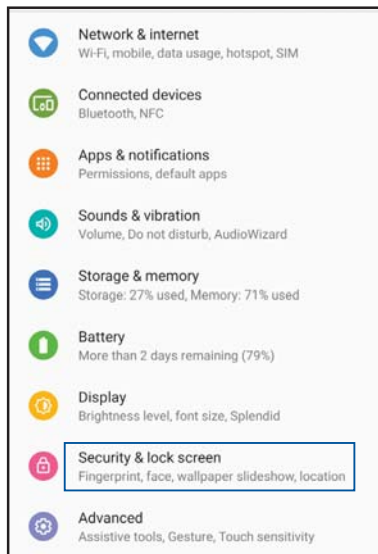 Network & internet
Wi-Fi, mobile, data usage, hotspot, SIM
Connected devices
Bluetooth, NFC
Apps & notifications
Permissions, default apps
Sounds & vibration
Volume, Do not disturb, AudioWizard
Storage & memory
Storage: 27% used, Memory: 71% used
Battery
More than 2 days remaining (79%)
Display
Brightness level, font size, Splendid
Security & lock screen
Fingerprint, face, wallpaper slideshow, location
Advanced
Assistive tools, Gesture, Touch sensitivity